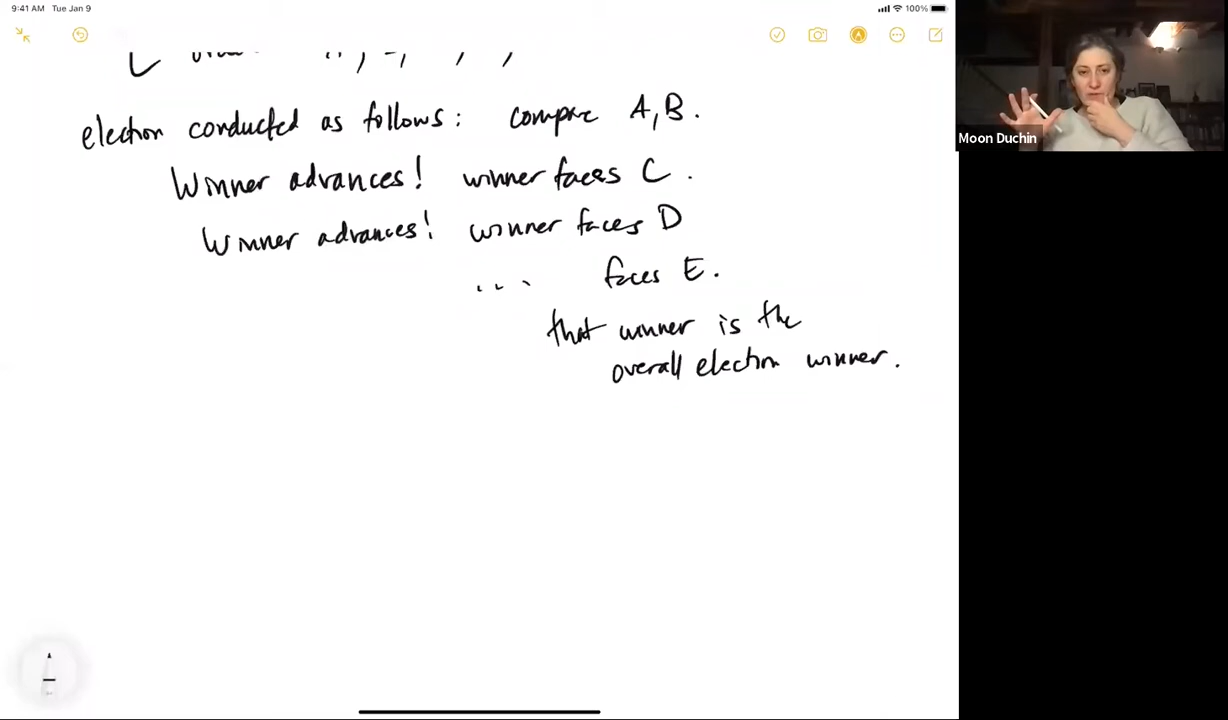 9:41 AM Tue Jan 9
100%
election conducted as follows: compare A, B.
Winner advances! winner faces C.
Winner advances! winner faces D
... faces E.
that winner is the
overall election winner.
Moon Duchin